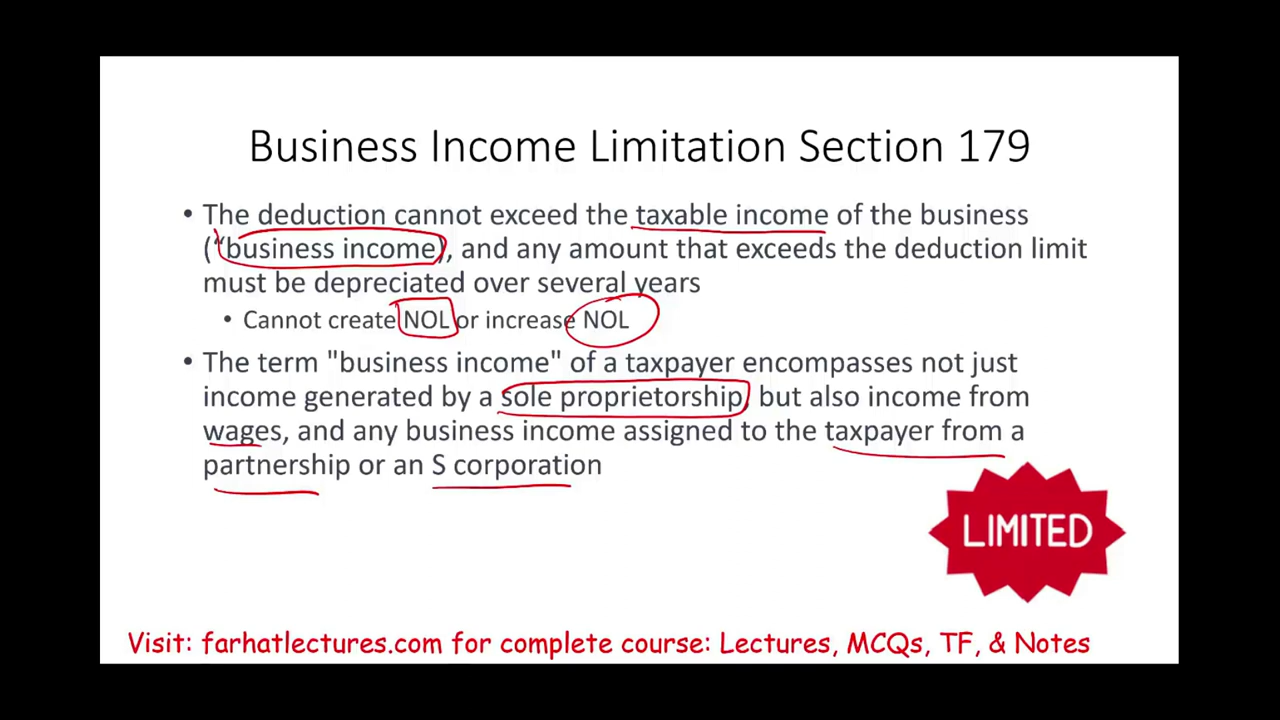 Business Income Limitation Section 179
• The deduction cannot exceed the taxable income of the business
("business income), and any amount that exceeds the deduction limit
must be depreciated over several years
• Cannot create NOL or increase NOL
• The term "business income" of a taxpayer encompasses not just
income generated by a sole proprietorship, but also income from
wages, and any business income assigned to the taxpayer from a
partnership or an S corporation
LIMITED
Visit: farhatlectures.com for complete course: Lectures, MCQs, TF, & Notes